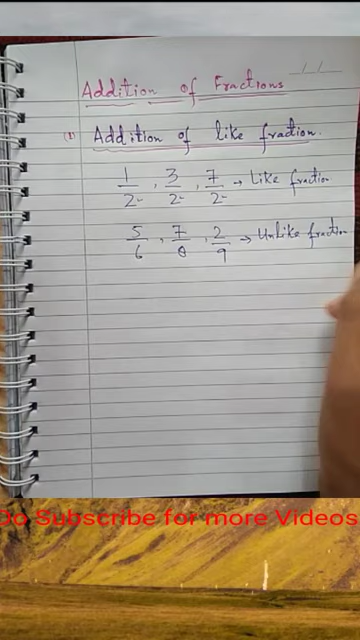 Addition of Fractions
(1) Addition of like fraction.
1/2, 3/2, 7/2 → Like fraction
5/6, 7/8, 2/9 → Unlike fraction
Do Subscribe for more Videos